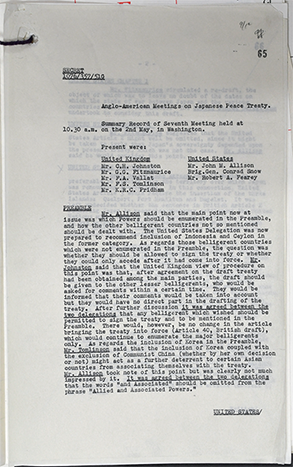 65
SECRET
Anglo-American Meetings on Japanese Peace Treaty.
Summary Record of Seventh Meeting held at
10.30 a.m. on the 2nd May, in Washington.
Present were:
United Kingdom United States
Mr. C.H. Johnston Mr. John M. Allison
Mr. G.G. Fitzmaurice Brig.Gen. Conrad Snow
Mr. F.A. Vallat Mr. Robert A. Fearey
Mr. F.S. Tomlinson
Mr. K.R.C. Pridham
PREAMBLE
Mr. Allison said that the main point now at
issue was which Powers should be enumerated in the Preamble,
and how the other belligerent countries not so mentioned
should be dealt with. The United States Delegation was now
prepared to recommend inclusion of Indonesia and Ceylon in
the former category. As regards those belligerent countries
which were not enumerated in the Preamble, the question was
whether they should be allowed to sign the treaty or whether
they could only accede after it had come into force. Mr.
Johnston said that the United Kingdom view of procedure on
this point was that, after agreement on the draft treaty
had been obtained among the main parties, the draft should
be given to the other lesser belligerents, who would be
asked for comments within a certain time. They would be
informed that their comments would be taken into account
but they would have no direct part in the drafting of the
treaty. After further discussion it was agreed between the
two delegations that any belligerent which wished should be
permitted to sign the treaty and to be mentioned in the
Preamble. There would, however, be no change in the article
bringing the treaty into force (Article 40, British draft),
which would continue to enumerate the major belligerents
only. As regards the inclusion of Korea in the Preamble,
Mr. Tomlinson said that the inclusion of Korea coupled with
the exclusion of Communist China (whether by her own decision
or not) might act as a further deterrent to certain Asian
countries from associating themselves with the treaty.
Mr. Allison took note of this point but was clearly not much
impressed by it. It was agreed between the two delegations
that the words "and Associated" should be omitted from the
phrase "Allied and Associated Powers."
UNITED STATES/